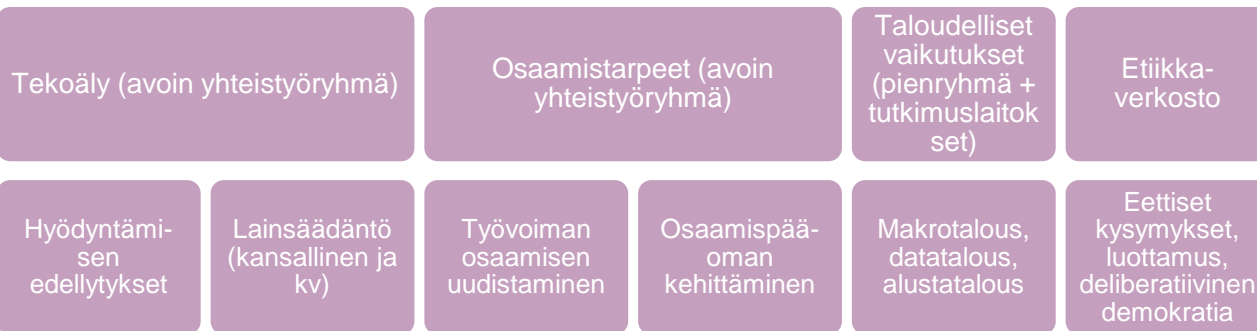 Tekoäly (avoin yhteistyöryhmä)
Osaamistarpeet (avoin
yhteistyöryhmä)
Taloudelliset
vaikutukset
(pienryhmä +
tutkimuslaitok
set)
Etiikka-
verkosto
Hyödyntämi-
sen
edellytykset
Lainsäädäntö
(kansallinen ja
kv)
Työvoiman
osaamisen
uudistaminen
Osaamispää-
oman
kehittäminen
Makrotalous,
datatalous,
alustatalous
Eettiset
kysymykset,
luottamus,
deliberatiivinen
demokratia